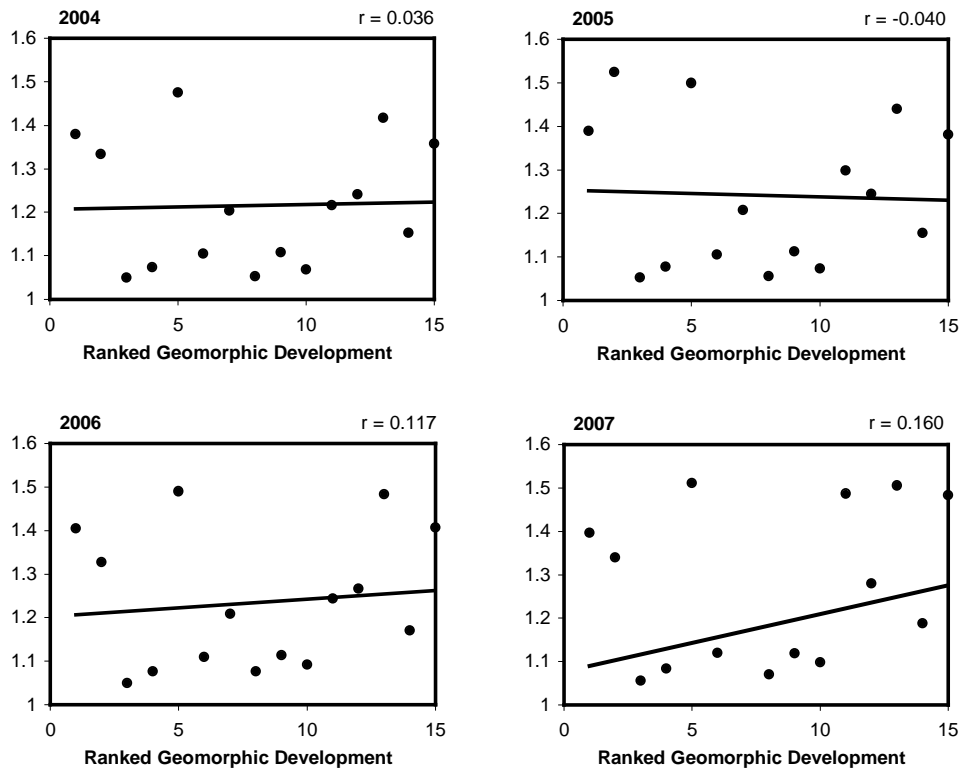 2004 r = 0.036
1.6
1.5
1.4
1.3
1.2
1.1
1
0 5 10 15
Ranked Geomorphic Development
2005 r = -0.040
1.6
1.5
1.4
1.3
1.2
1.1
1
0 5 10 15
Ranked Geomorphic Development
2006 r = 0.117
1.6
1.5
1.4
1.3
1.2
1.1
1
0 5 10 15
Ranked Geomorphic Development
2007 r = 0.160
1.6
1.5
1.4
1.3
1.2
1.1
1
0 5 10 15
Ranked Geomorphic Development